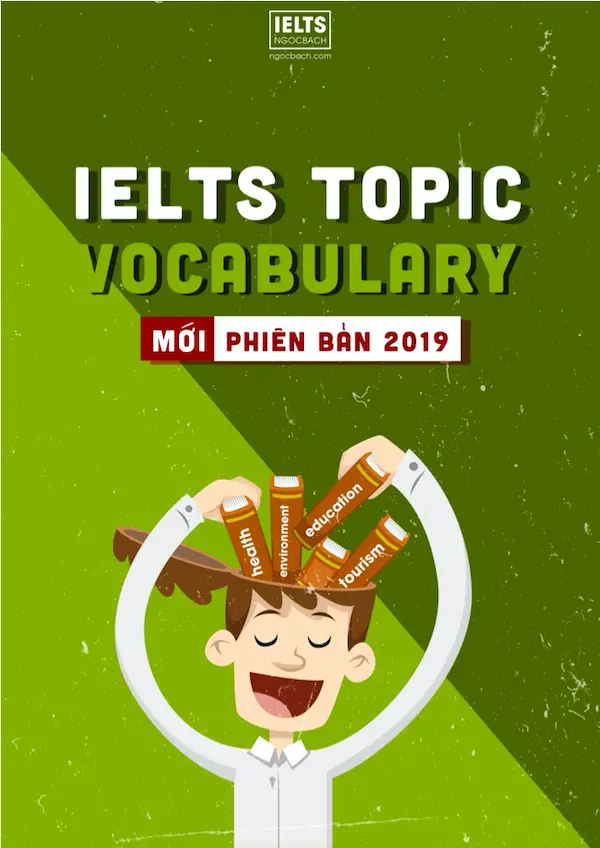 IELTS
NGOCBACH
ngocbach.com
IELTS TOPIC
VOCABULARY
MỚI PHIÊN BẢN 2019
health
environment
education
tourism